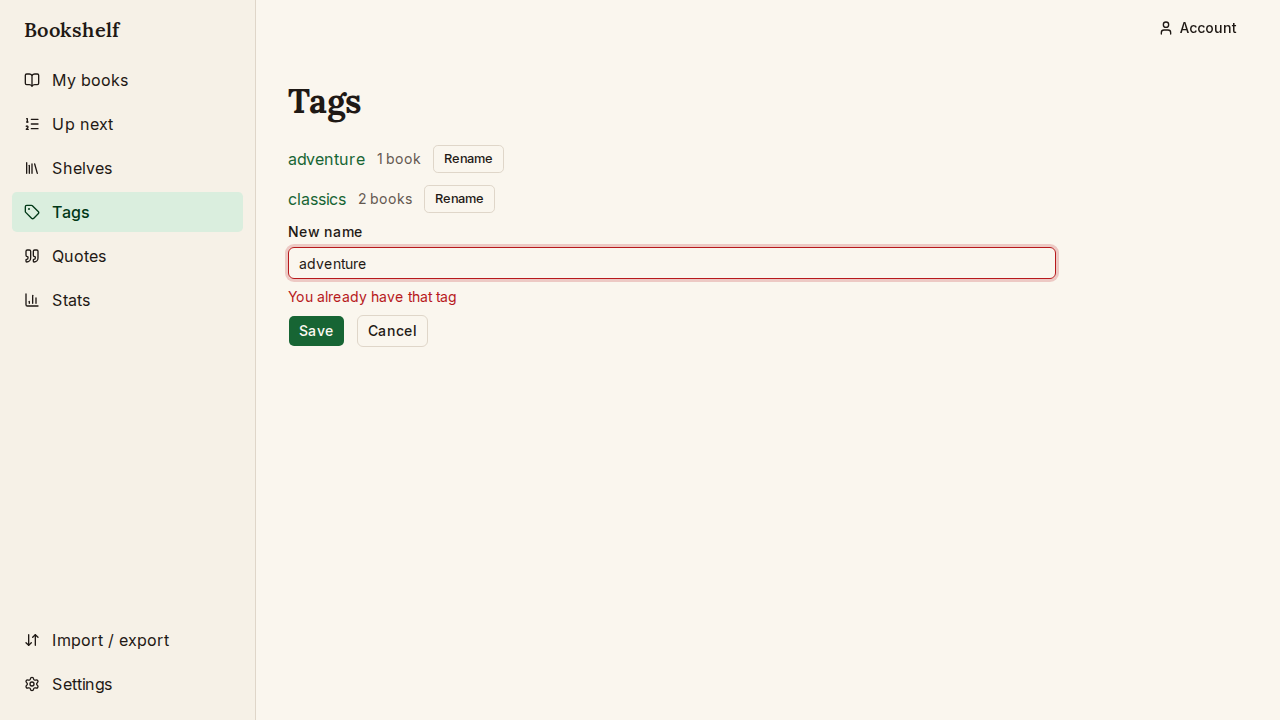 Bookshelf
My books
Up next
Shelves
Tags
Quotes
Stats
Import / export
Settings
Account
Tags
adventure 1 book Rename
classics 2 books Rename
New name
adventure
You already have that tag
Save Cancel